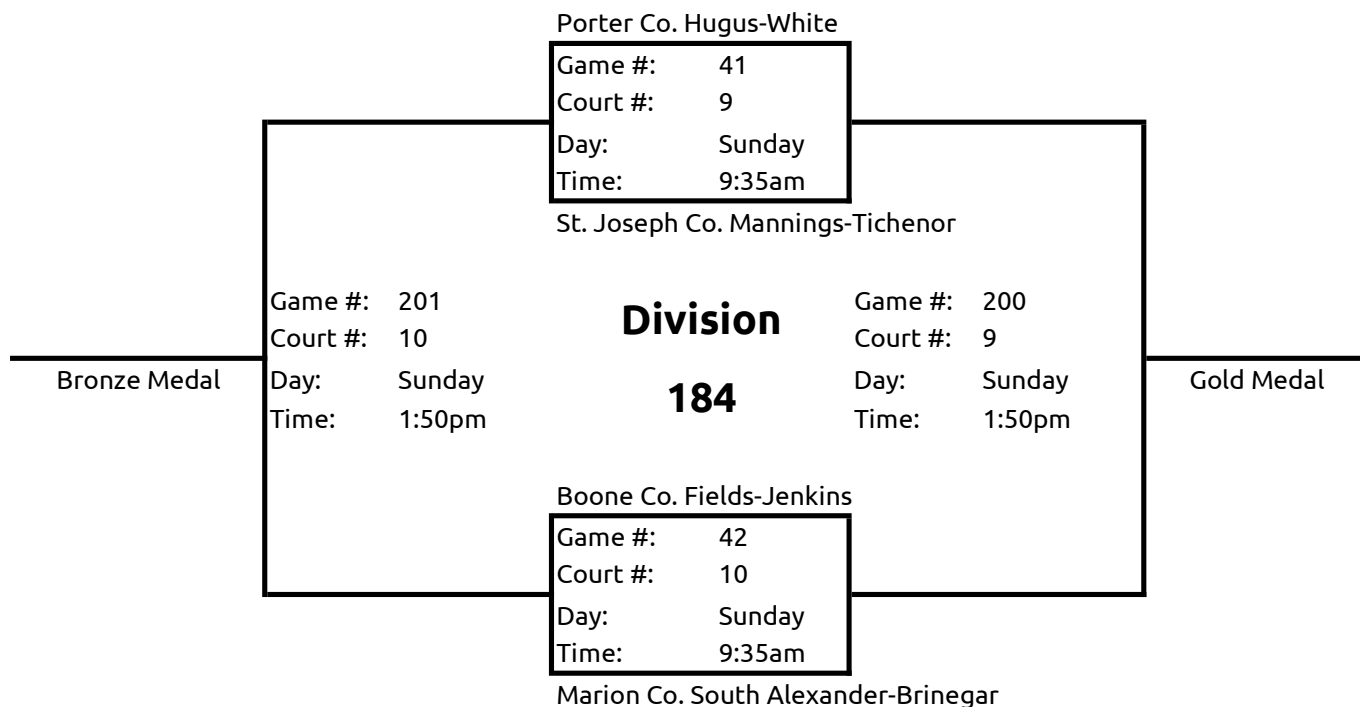 Porter Co. Hugus-White
Game #: 41
Court #: 9
Day: Sunday
Time: 9:35am
St. Joseph Co. Mannings-Tichenor
Game #: 201
Court #: 10
Day: Sunday
Time: 1:50pm
Bronze Medal
Division
184
Game #: 200
Court #: 9
Day: Sunday
Time: 1:50pm
Gold Medal
Boone Co. Fields-Jenkins
Game #: 42
Court #: 10
Day: Sunday
Time: 9:35am
Marion Co. South Alexander-Brinegar